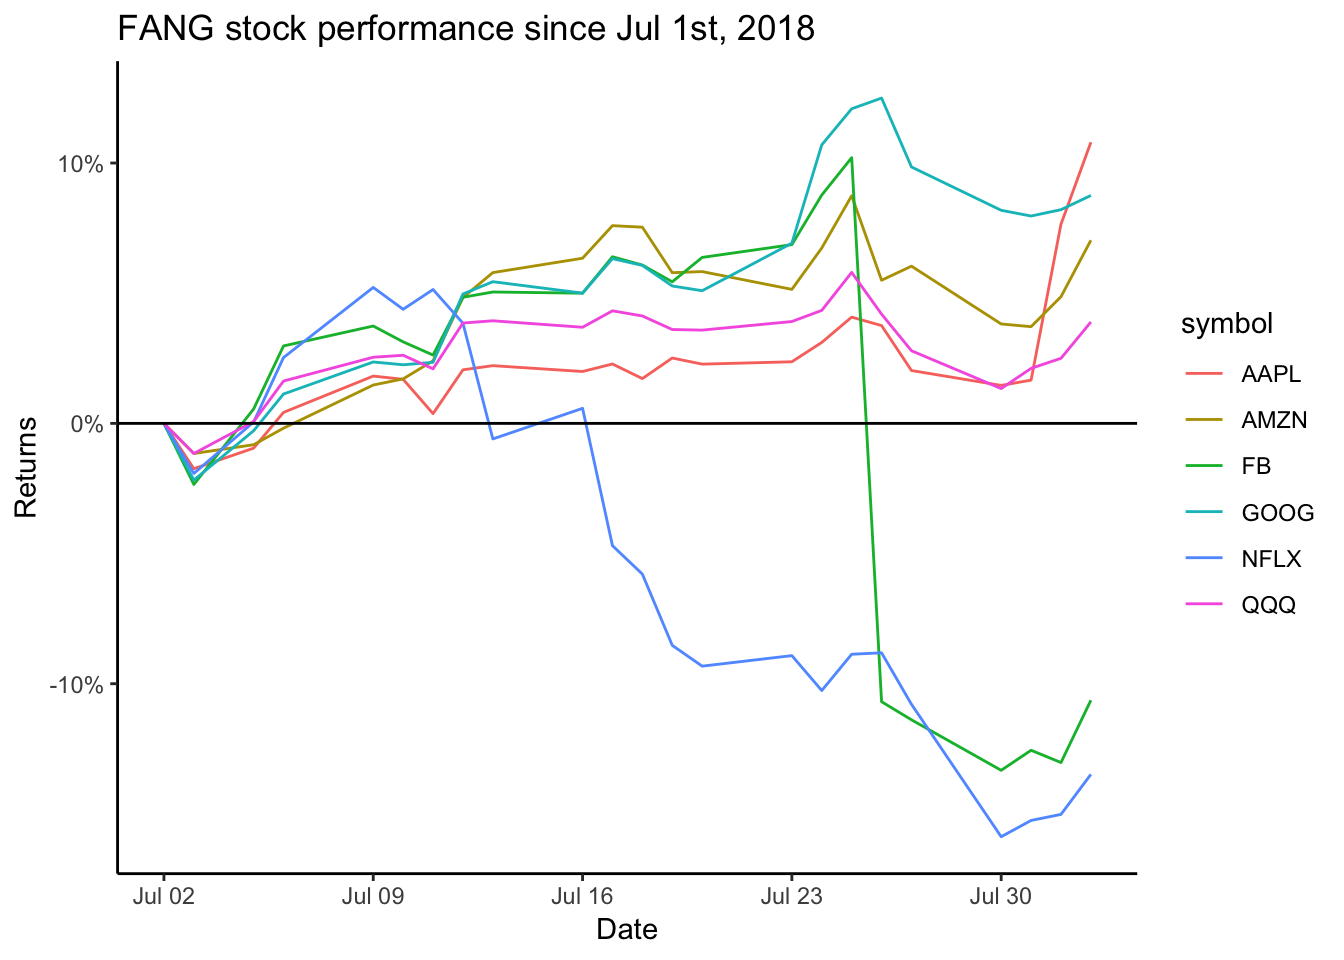 FANG stock performance since Jul 1st, 2018
10%
0%
-10%
Returns
Jul 02 Jul 09 Jul 16 Jul 23 Jul 30
Date
symbol
AAPL
AMZN
FB
GOOG
NFLX
QQQ